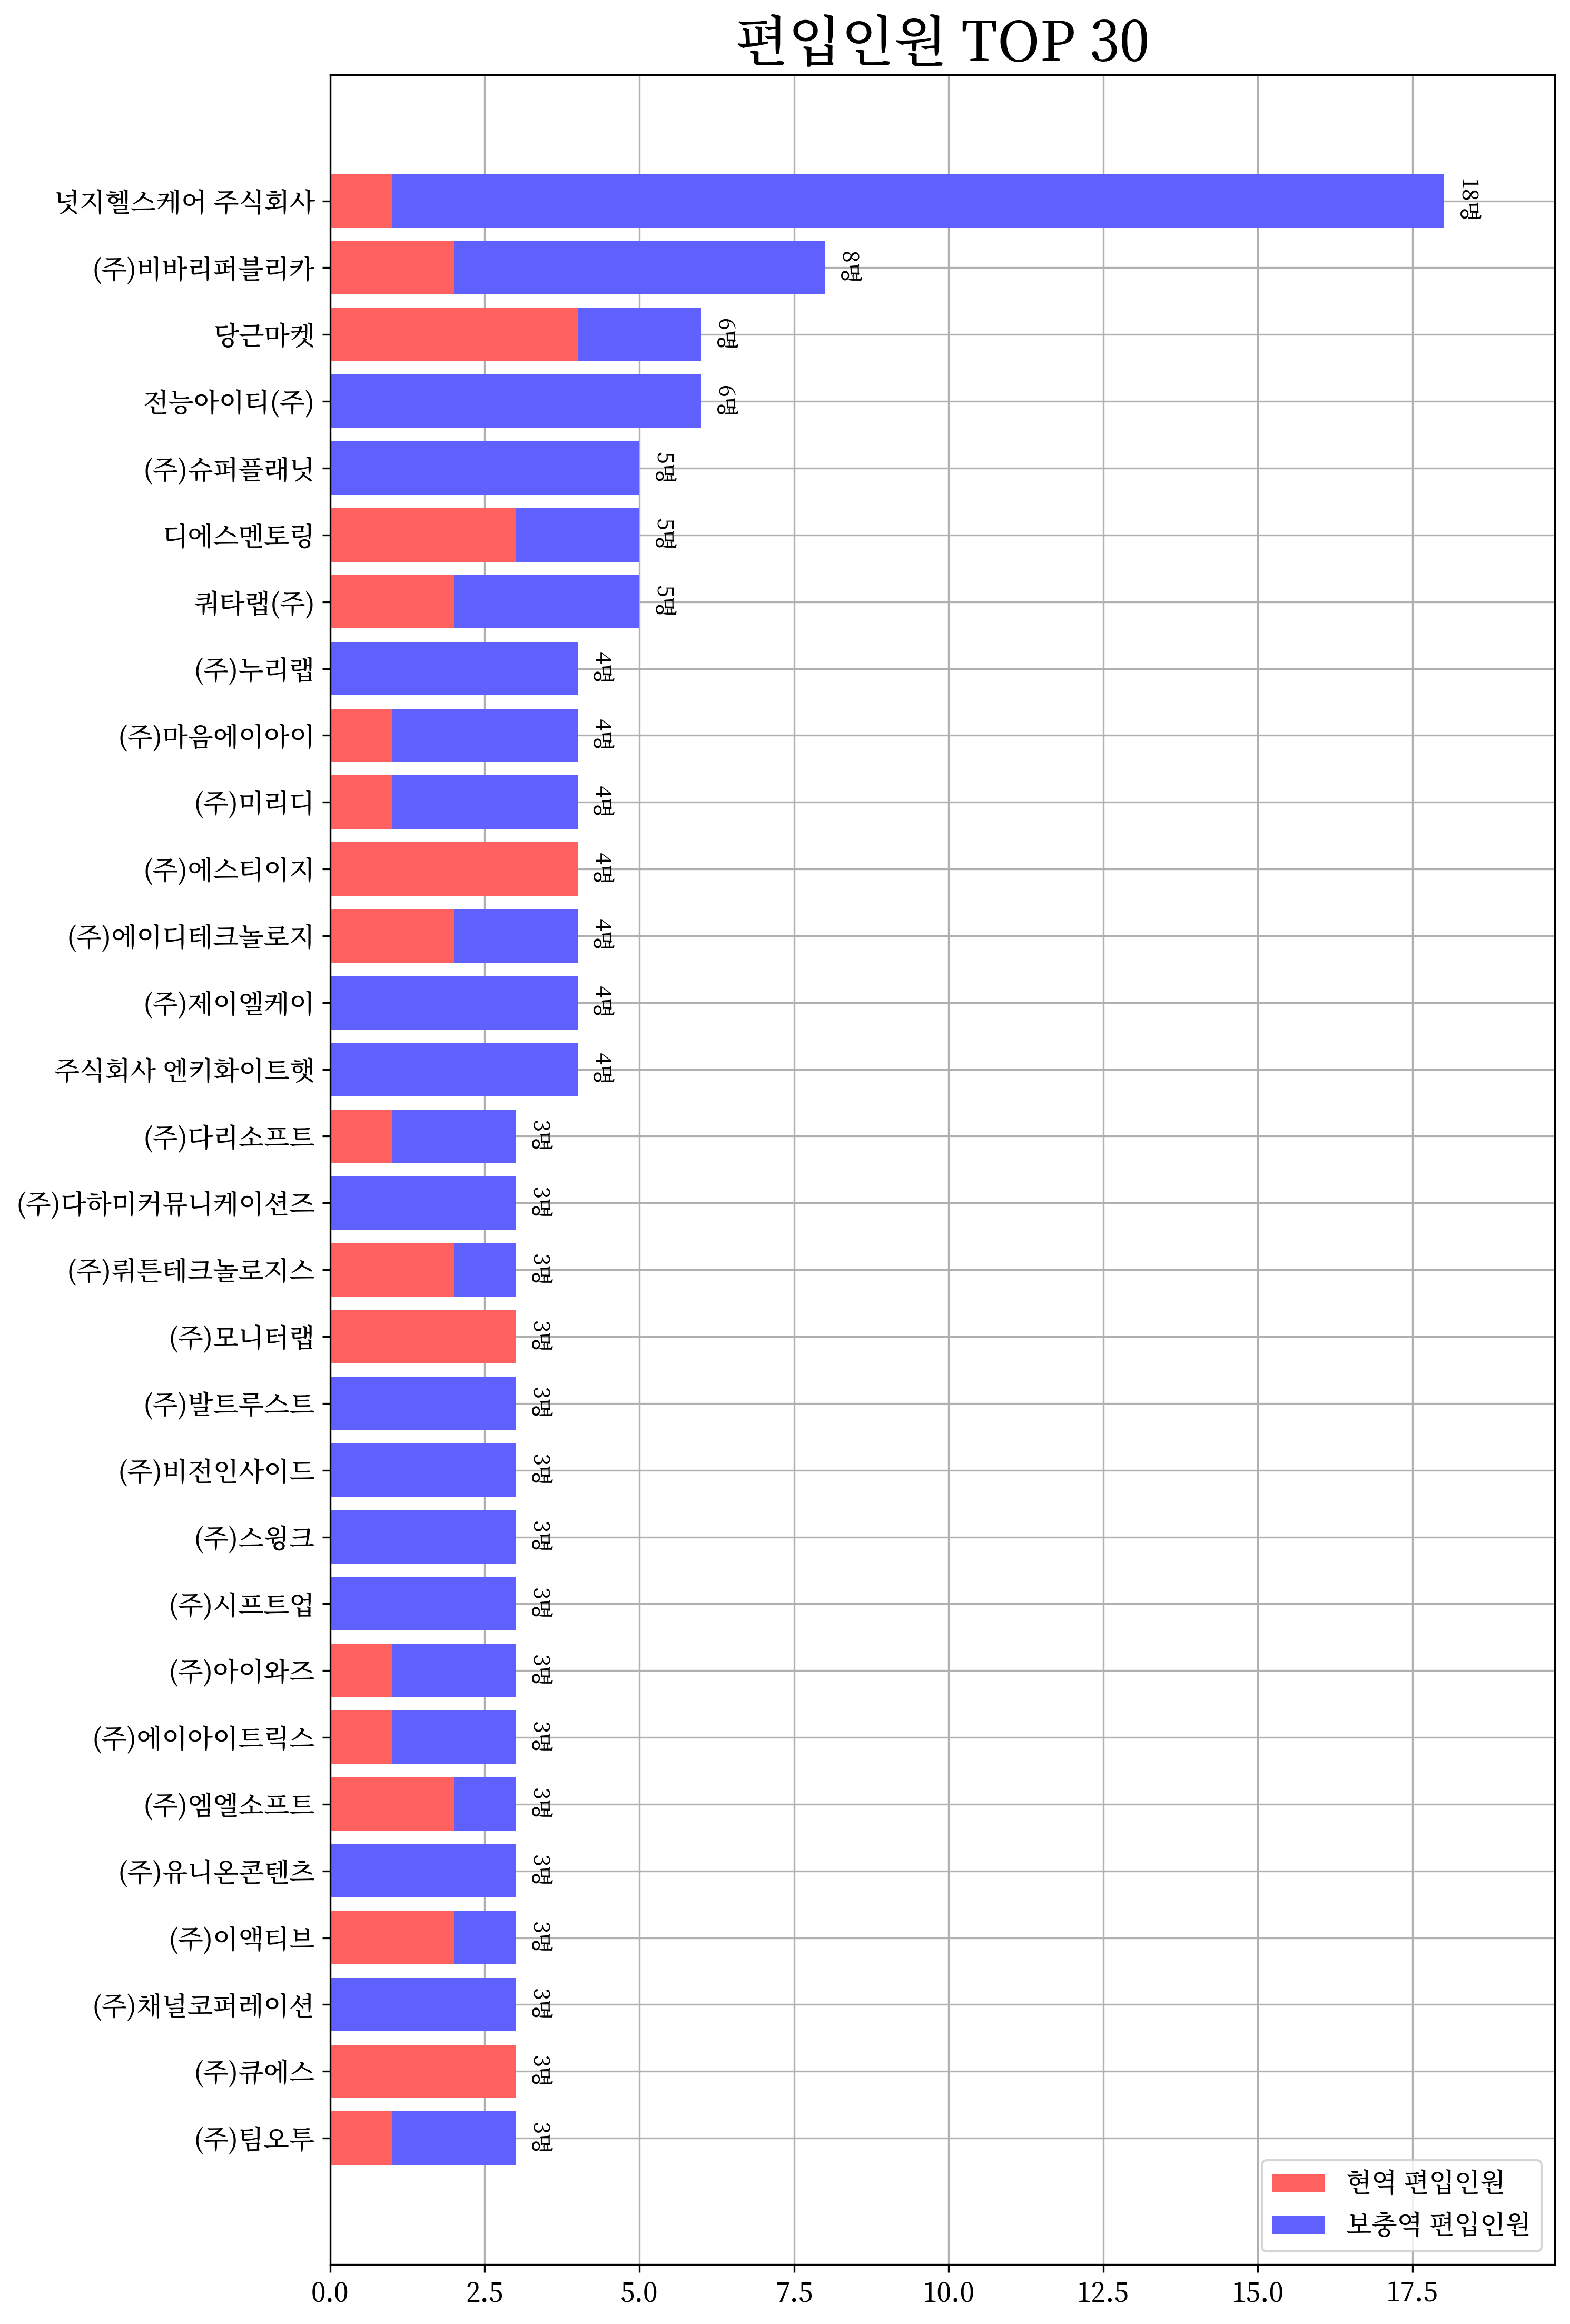 편입인원 TOP 30
넛지헬스케어 주식회사 18명
(주)비바리퍼블리카 8명
당근마켓 6명
전능아이티(주) 6명
(주)슈퍼플래닛 5명
디에스멘토링 5명
쿼타랩(주) 5명
(주)누리랩 4명
(주)마음에이아이 4명
(주)미리디 4명
(주)에스티이지 4명
(주)에이디테크놀로지 4명
(주)제이엘케이 4명
주식회사 엔키화이트햇 4명
(주)다리소프트 3명
(주)다하미커뮤니케이션즈 3명
(주)뤼튼테크놀로지스 3명
(주)모니터랩 3명
(주)발트루스트 3명
(주)비전인사이드 3명
(주)스윙크 3명
(주)시프트업 3명
(주)아이와즈 3명
(주)에이아이트릭스 3명
(주)엠엘소프트 3명
(주)유니온콘텐츠 3명
(주)이액티브 3명
(주)채널코퍼레이션 3명
(주)큐에스 3명
(주)팀오투 3명
현역 편입인원
보충역 편입인원
0.0 2.5 5.0 7.5 10.0 12.5 15.0 17.5